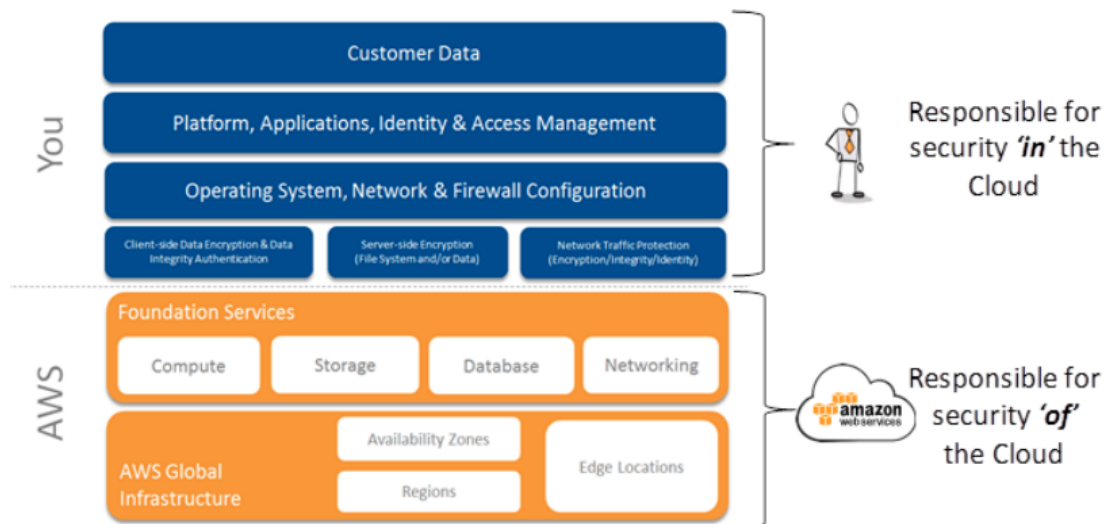 You
Customer Data
Platform, Applications, Identity & Access Management
Operating System, Network & Firewall Configuration
Client-side Data Encryption & Data
Integrity Authentication
Server-side Encryption
(File System and/or Data)
Network Traffic Protection
(Encryption/Integrity/Identity)
Responsible for
security 'in' the
Cloud
AWS
Foundation Services
Compute
Storage
Database
Networking
AWS Global
Infrastructure
Availability Zones
Regions
Edge Locations
amazon
webservices
Responsible for
security 'of'
the Cloud